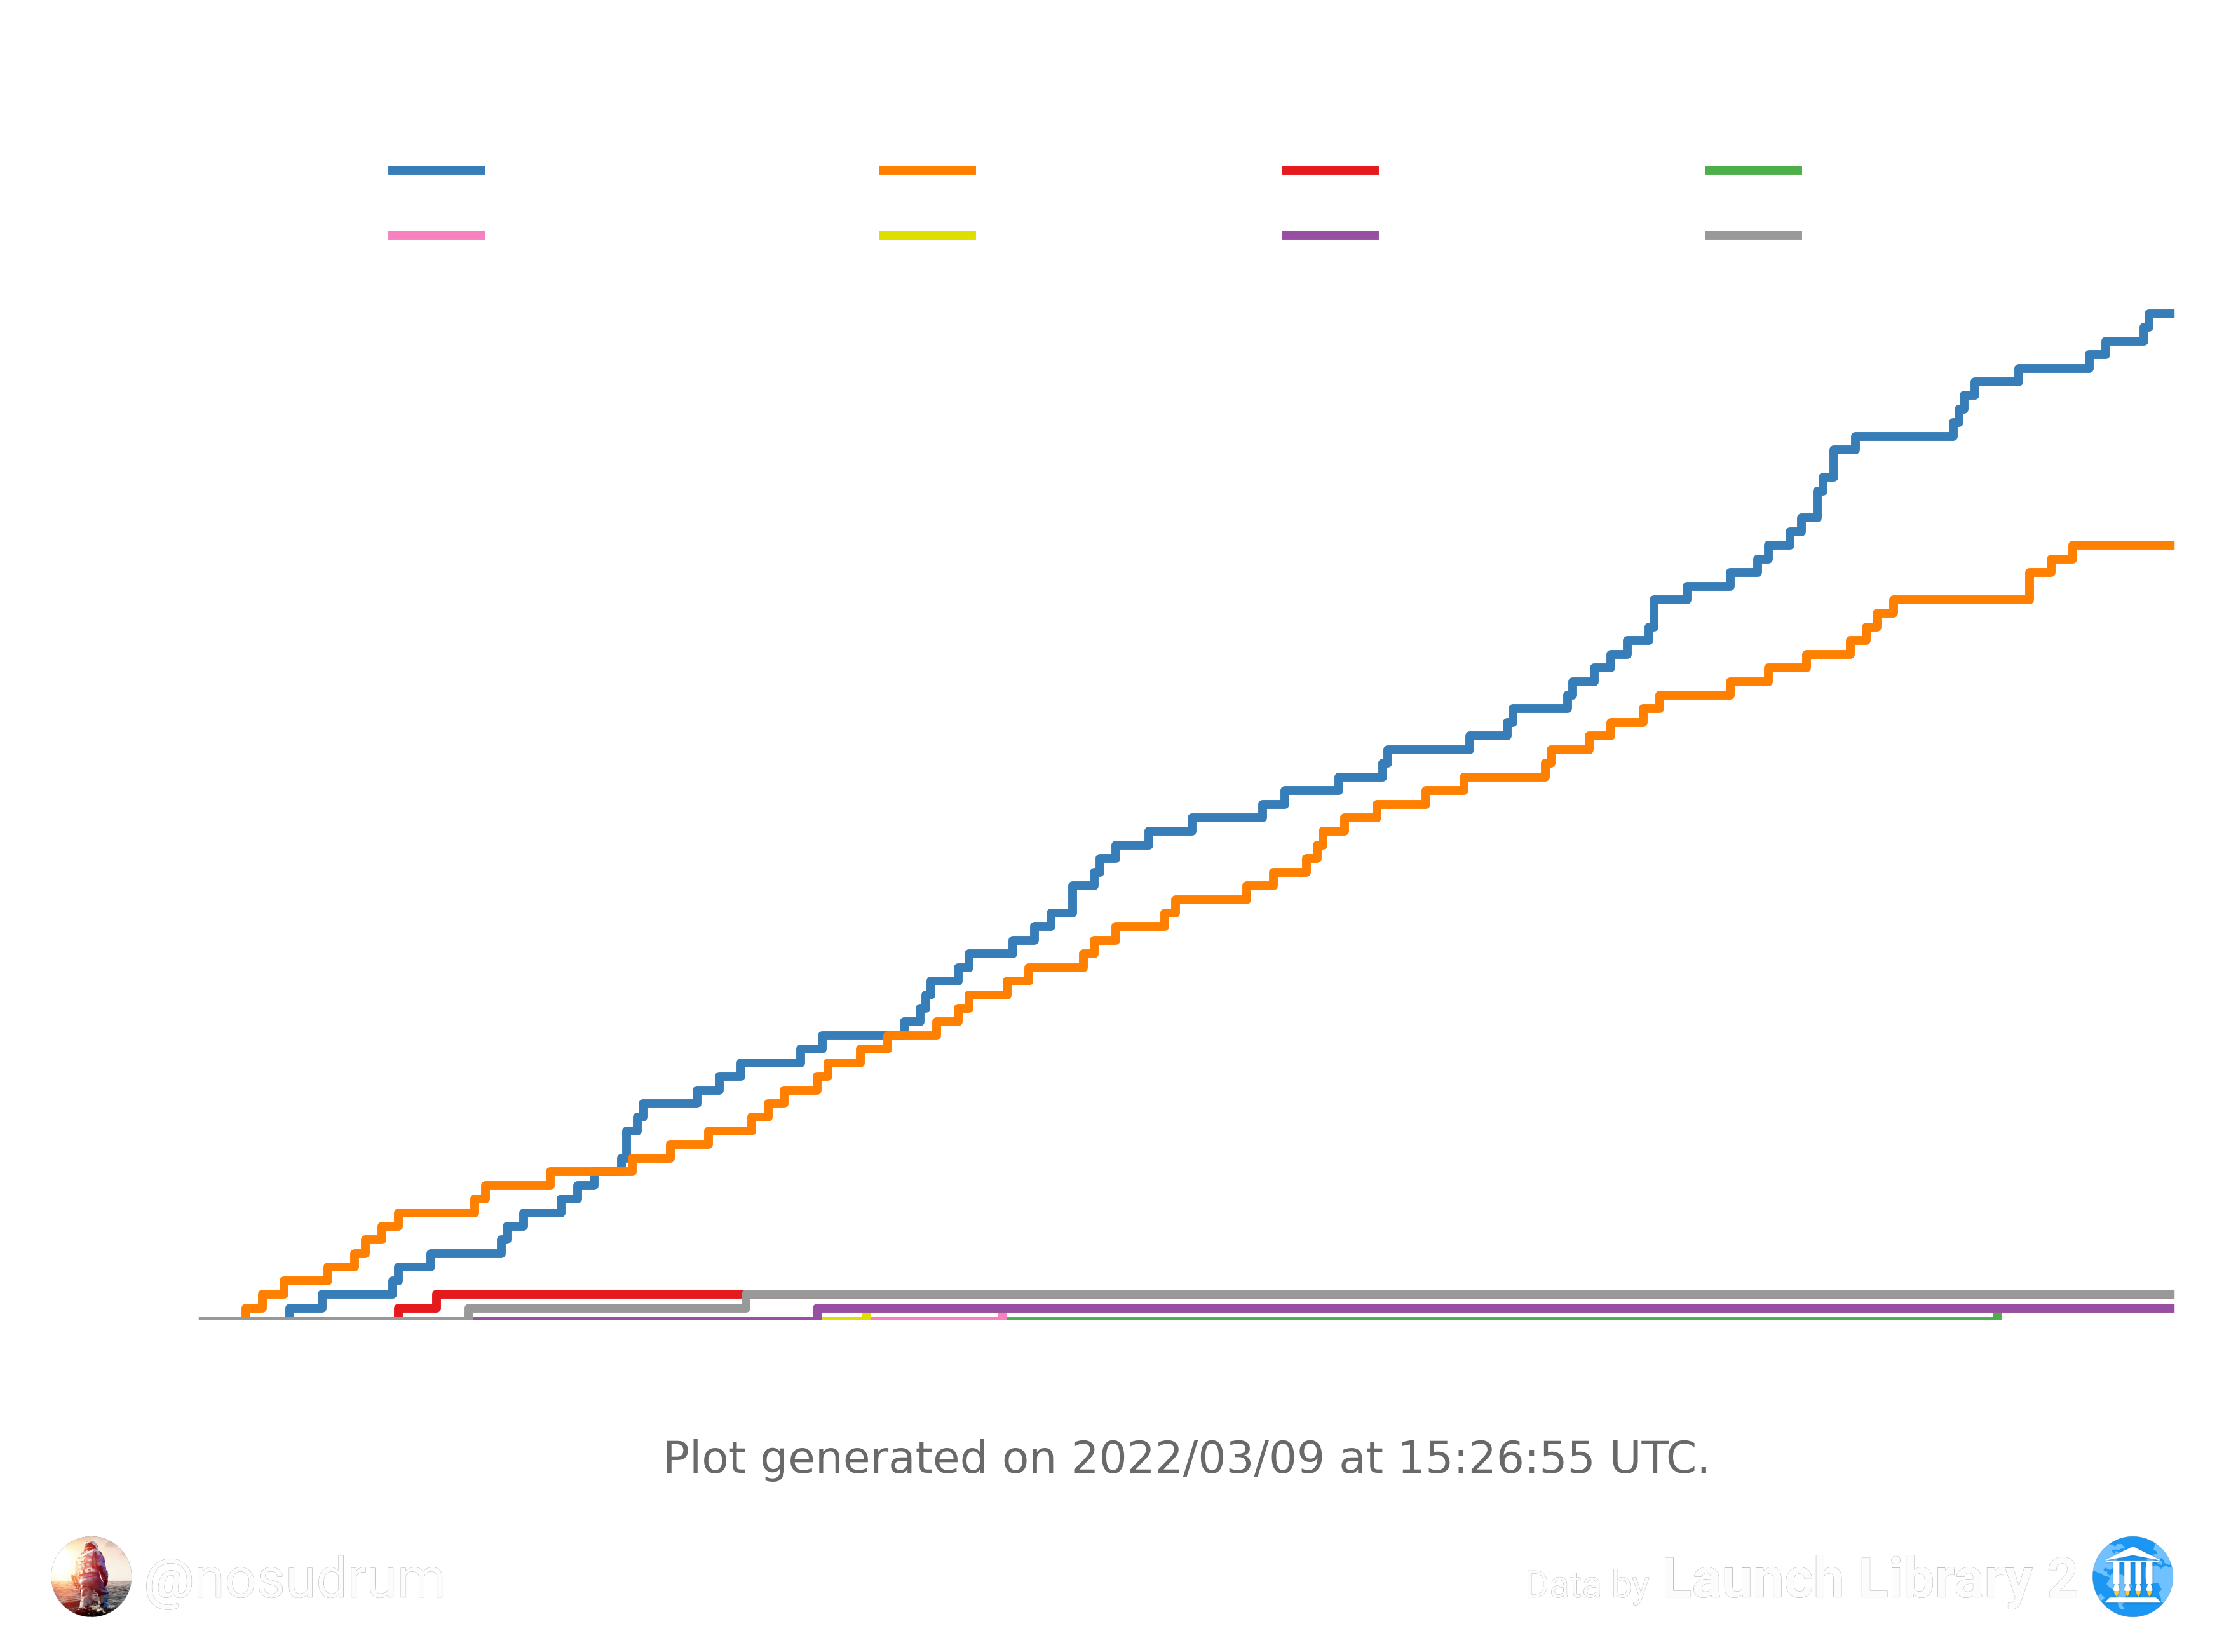 Plot generated on 2022/03/09 at 15:26:55 UTC.
@nosudrum
Data by Launch Library 2